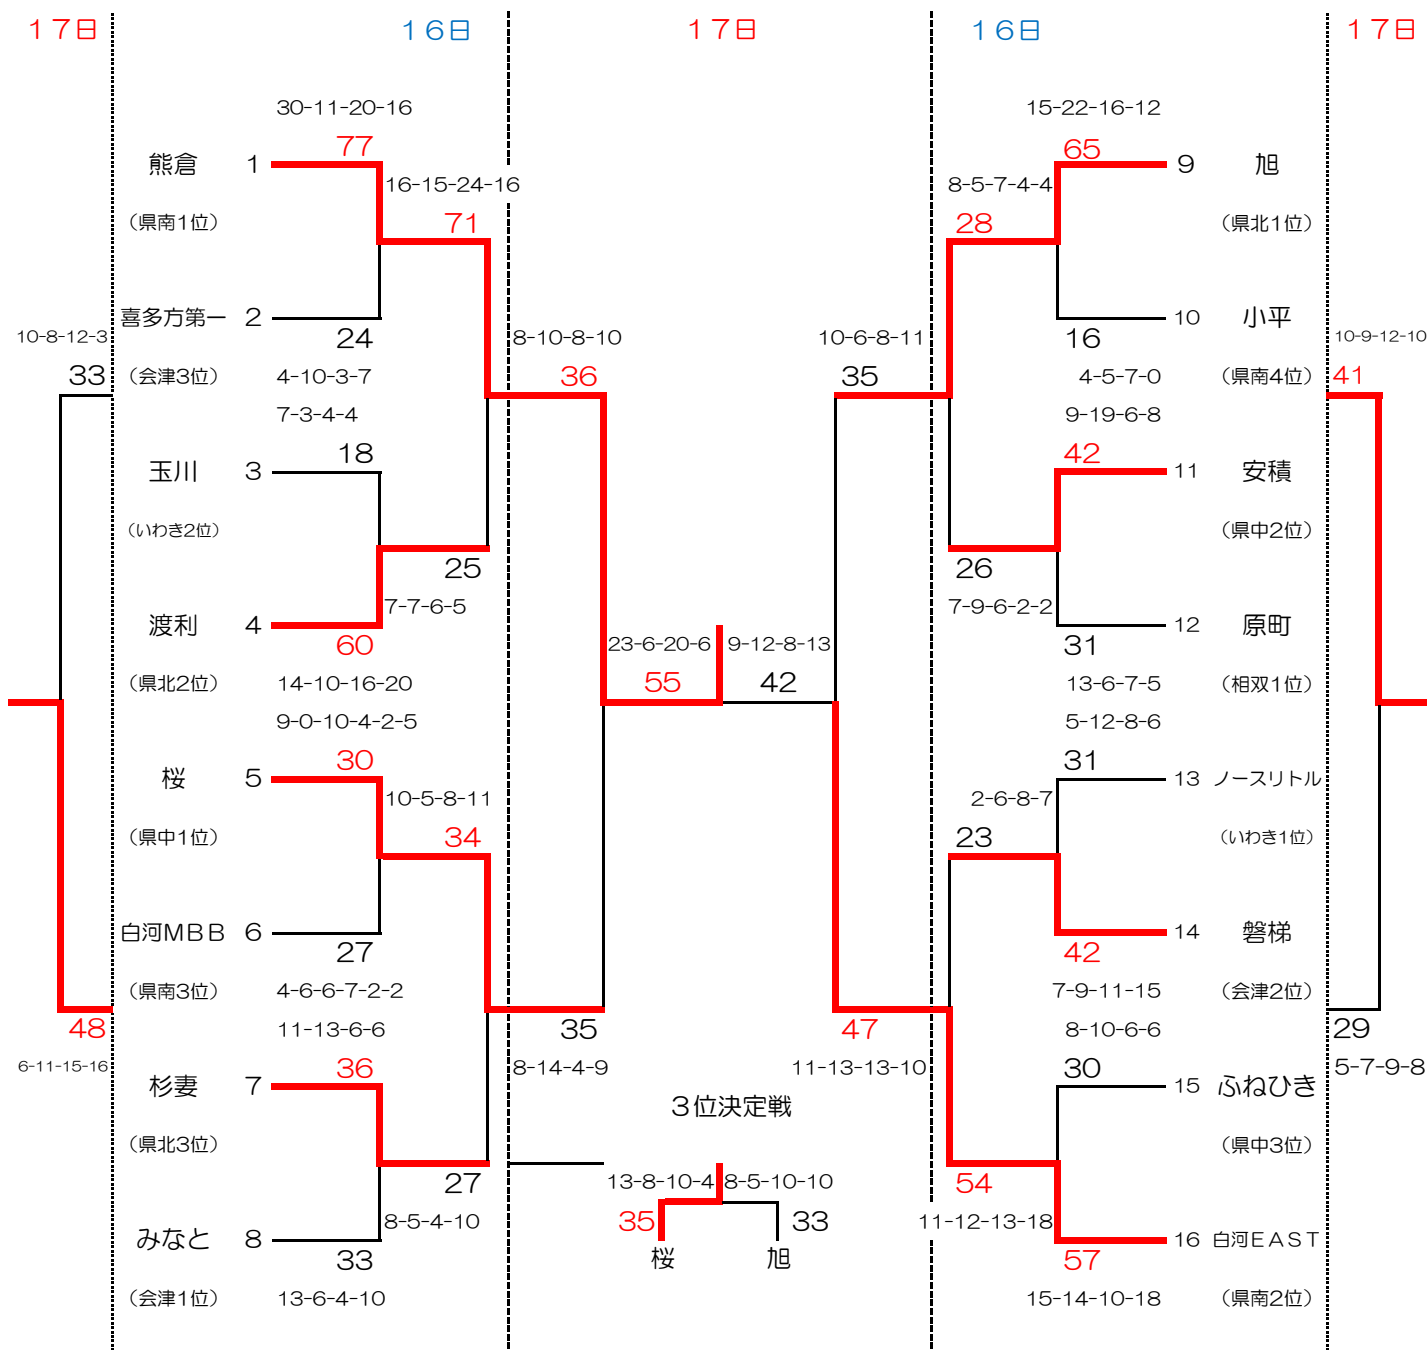 １７日 １６日 １７日 １６日 １７日
30-11-20-16 15-22-16-12
77 65
熊倉 1 9 旭
16-15-24-16 8-5-7-4-4
（県南1位） 71 28 （県北1位）
喜多方第一 2 10 小平
10-8-12-3 24 8-10-8-10 10-6-8-11 16 10-9-12-10
33 （会津3位） 4-10-3-7 36 35 4-5-7-0 （県南4位） 41
7-3-4-4 9-19-6-8
18 42
玉川 3 11 安積
（いわき2位） （県中2位）
25 26
7-7-6-5 7-9-6-2-2
渡利 4 12 原町
60 23-6-20-6 9-12-8-13 31
（県北2位） 14-10-16-20 55 42 13-6-7-5 （相双1位）
9-0-10-4-2-5 5-12-8-6
30 31
桜 5 13 ノースリトル
10-5-8-11 2-6-8-7
（県中1位） 34 23 （いわき1位）
白河ＭＢＢ 6 14 磐梯
27 42
（県南3位） 4-6-6-7-2-2 7-9-11-15 （会津2位）
48 11-13-6-6 35 47 8-10-6-6 29
6-11-15-16 36 8-14-4-9 11-13-13-10 30 5-7-9-8
杉妻 7 15 ふねひき
３位決定戦
（県北3位） （県中3位）
27 13-8-10-4 8-5-10-10 54
8-5-4-10 35 33 11-12-13-18
みなと 8 16 白河ＥＡＳＴ
33 桜 旭 57
（会津1位） 13-6-4-10 15-14-10-18 （県南2位）